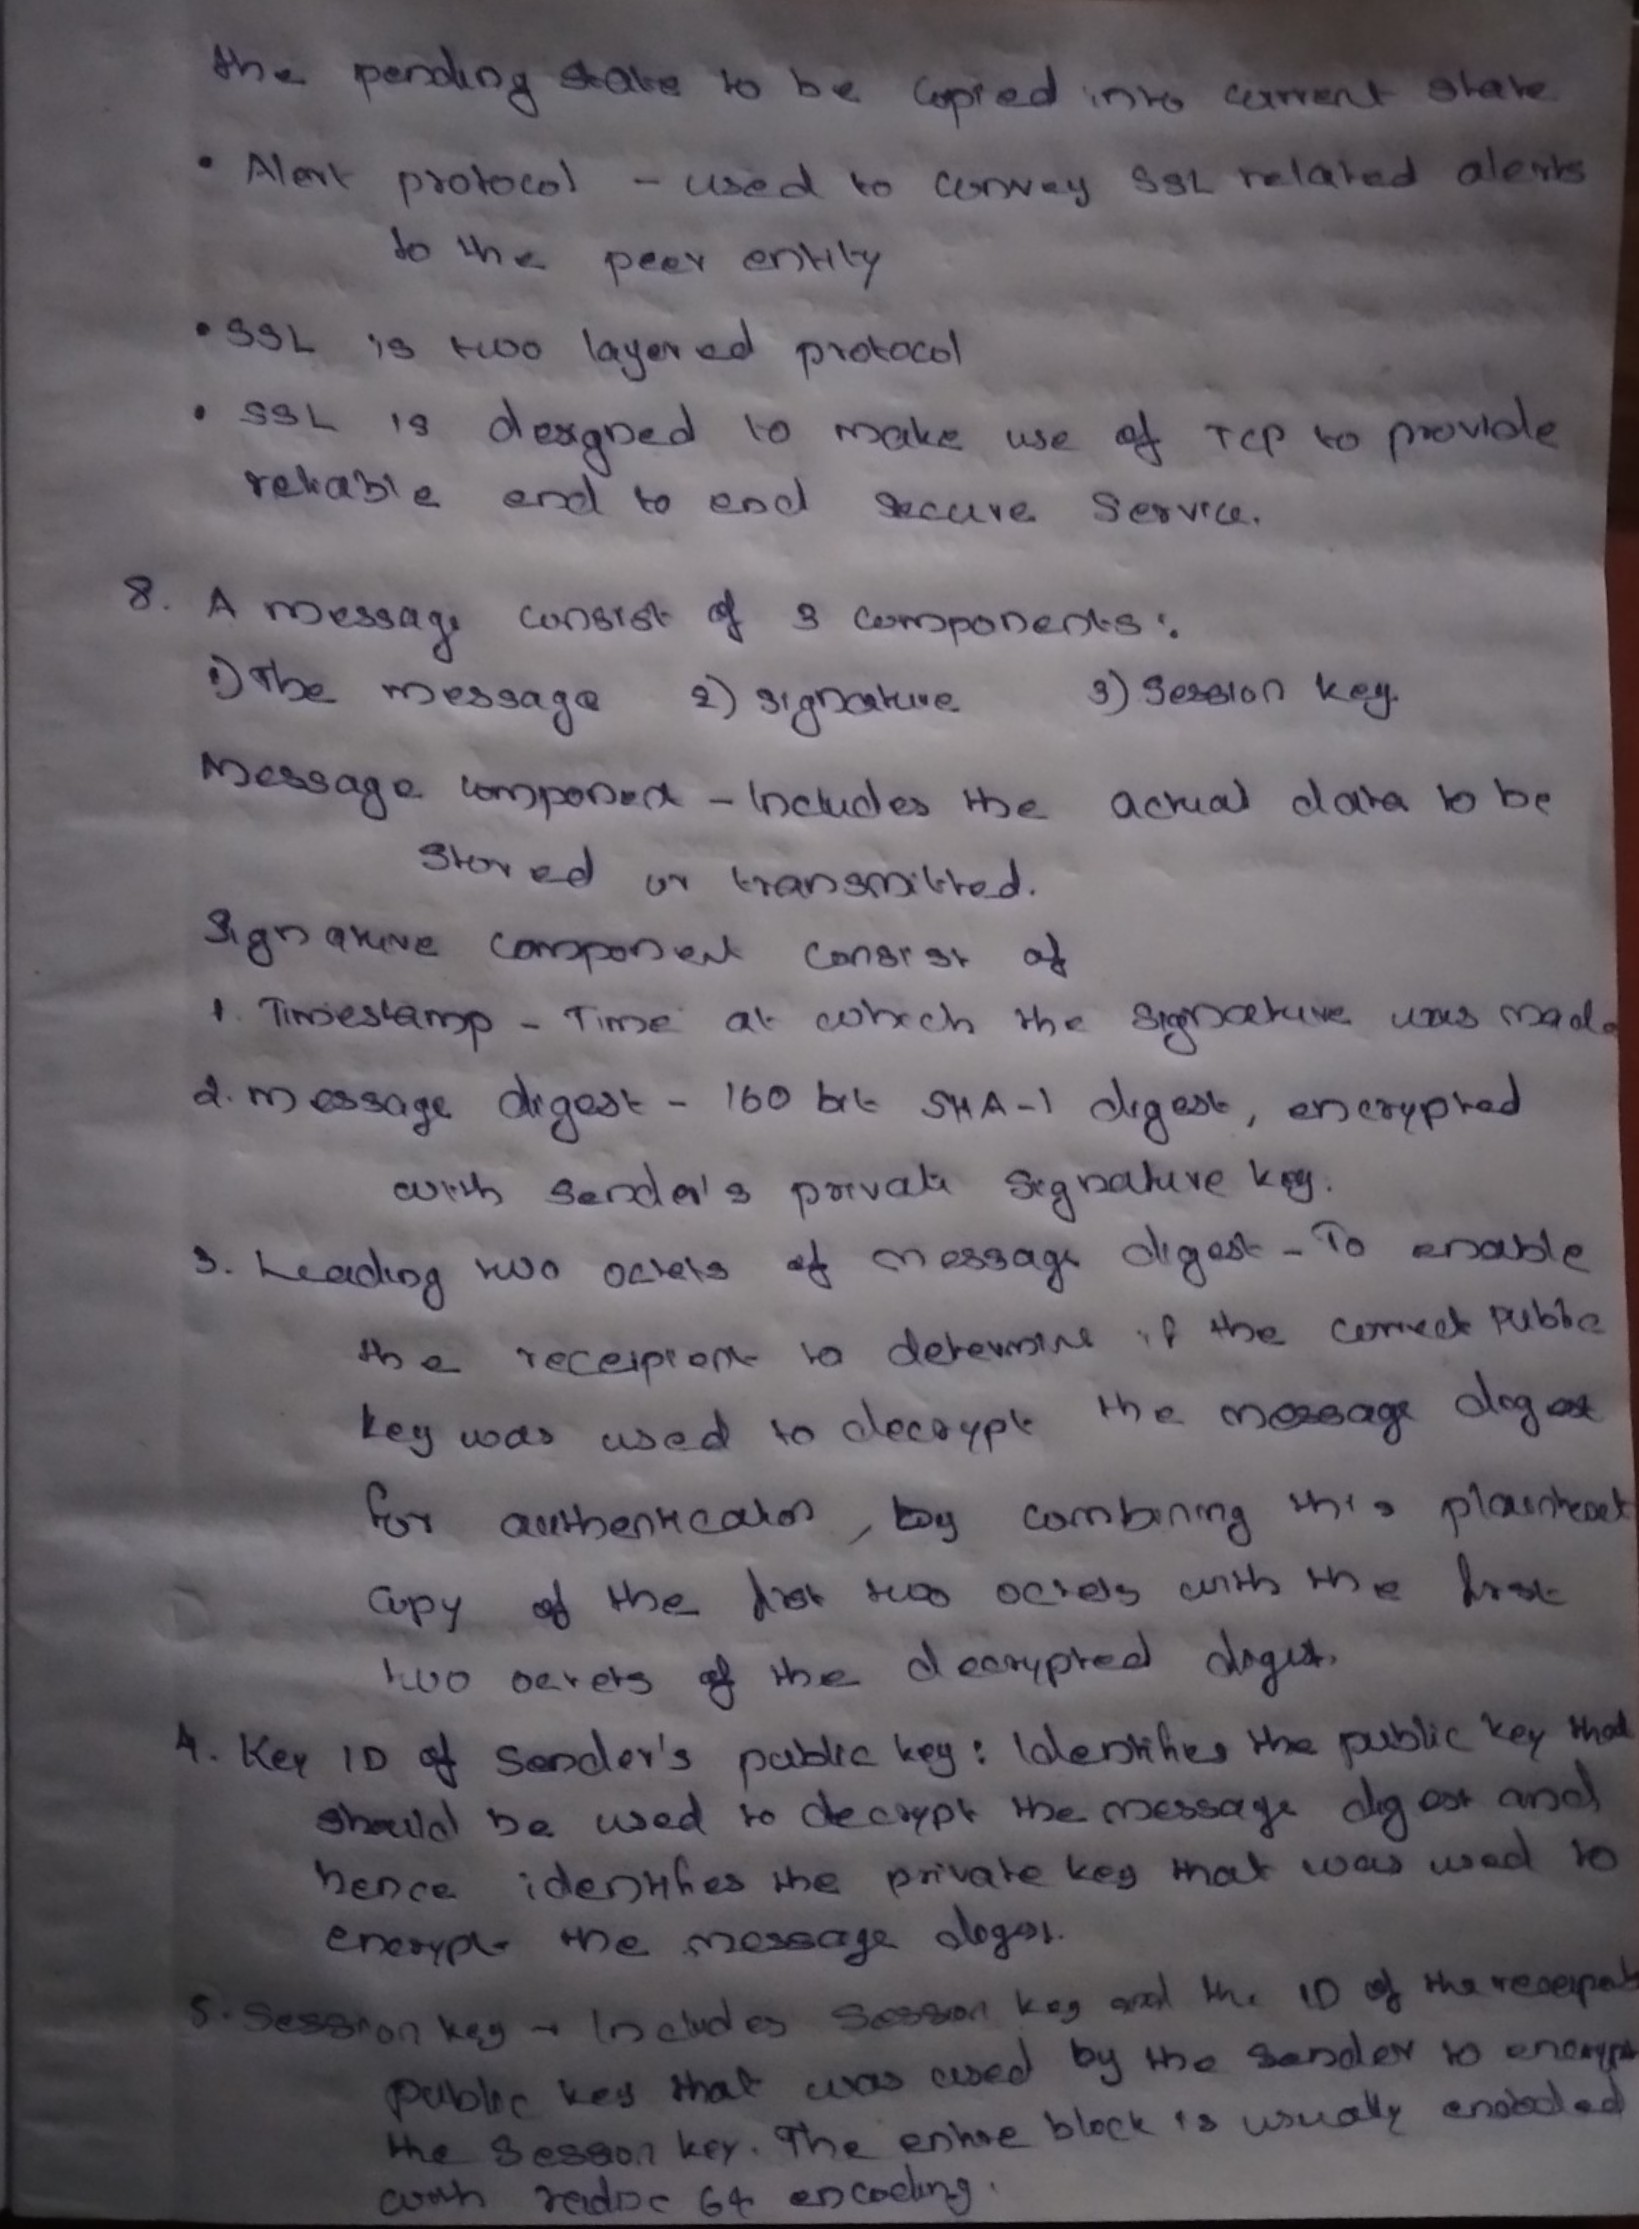 the pending state to be copied into current state
• Alert protocol - used to convey SSL related alerts
to the peer entity
• SSL is two layered protocol
• SSL is designed to make use of TCP to provide
reliable end to end secure service.
8. A message consist of 3 components:
1) The message 2) Signature 3) Session key.
Message component - Includes the actual data to be
stored or transmitted.
Signature component consist of
1. Timestamp - Time at which the signature was made
2. Message digest - 160 bit SHA-1 digest, encrypted
with sender's private signature key.
3. Leading two octets of message digest - To enable
the receipient to determine if the correct public
key was used to decrypt the message digest
for authentication, by combining this plaintext
copy of the first two octets with the first
two octets of the decrypted digest.
4. Key ID of Sender's public key: Identifies the public key that
should be used to decrypt the message digest and
hence identifies the private key that was used to
encrypt the message digest.
5. Session key → Includes session key and the ID of the receipient
public key that was used by the sender to encrypt
the session key. The entire block is usually encoded
with radix 64 encoding.